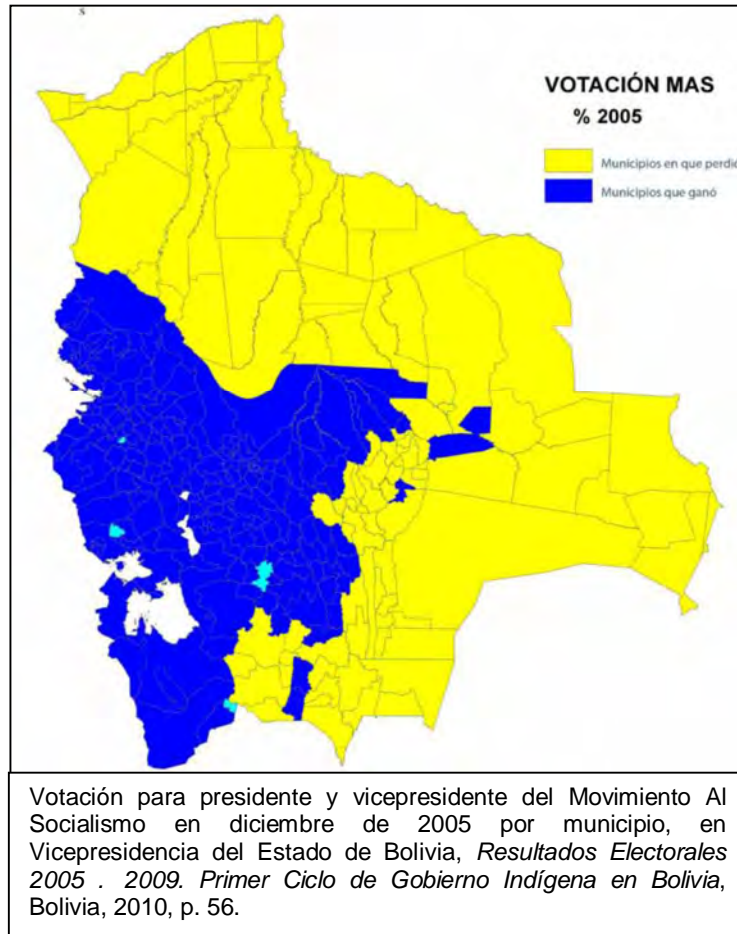 s
VOTACIÓN MAS
% 2005
Municipios en que perdió
Municipios que ganó
Votación para presidente y vicepresidente del Movimiento Al
Socialismo en diciembre de 2005 por municipio, en
Vicepresidencia del Estado de Bolivia, Resultados Electorales
2005 . 2009. Primer Ciclo de Gobierno Indígena en Bolivia,
Bolivia, 2010, p. 56.